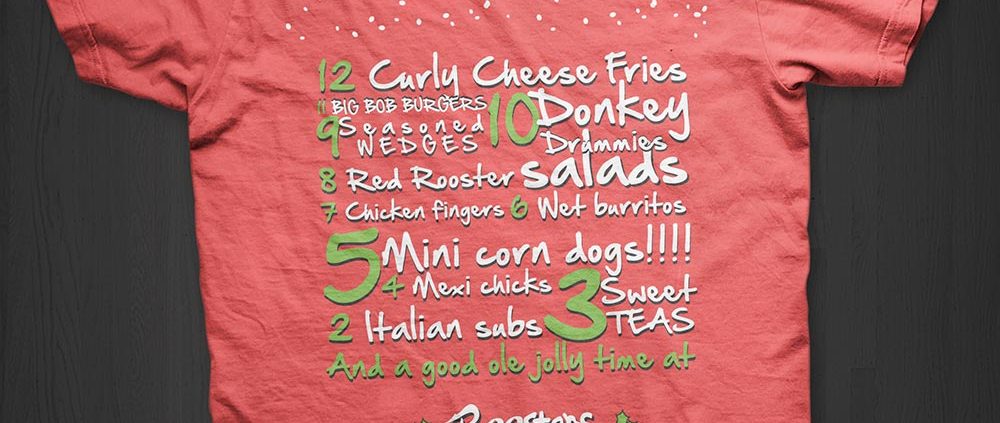 12 Curly Cheese Fries
11 BIG BOB BURGERS
10 Donkey Drummies
9 Seasoned WEDGES
8 Red Rooster salads
7 Chicken fingers 6 Wet burritos
5 Mini corn dogs!!!!
4 Mexi chicks 3 Sweet TEAS
2 Italian subs
And a good ole jolly time at
Roosters